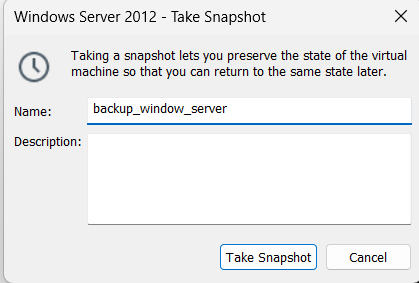 Windows Server 2012 - Take Snapshot
Taking a snapshot lets you preserve the state of the virtual
machine so that you can return to the same state later.
Name:
backup_window_server
Description:
Take Snapshot
Cancel